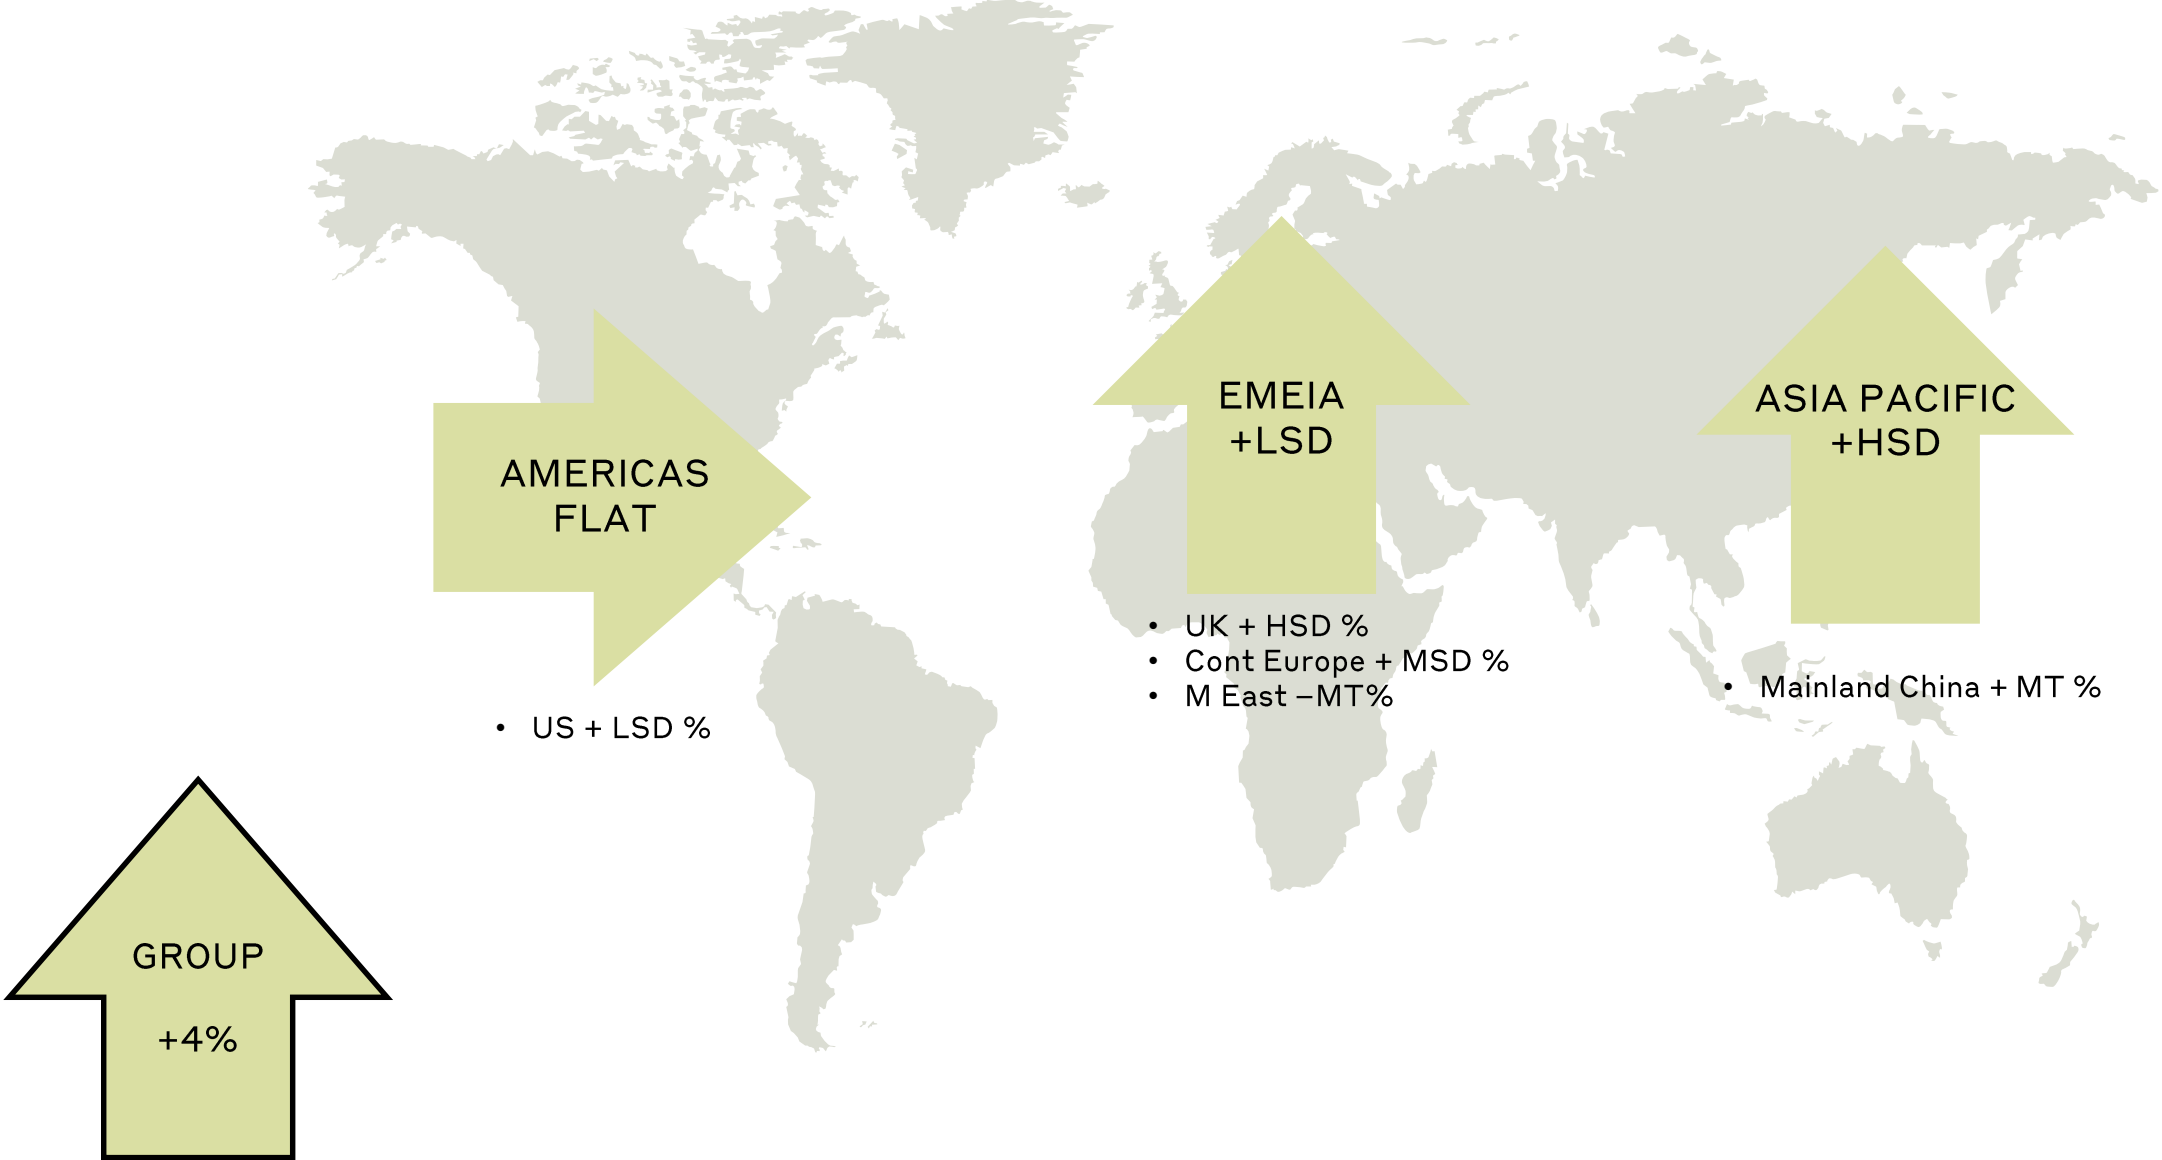 AMERICAS
FLAT
• US + LSD %
EMEIA
+LSD
• UK + HSD %
• Cont Europe + MSD %
• M East –MT%
ASIA PACIFIC
+HSD
• Mainland China + MT %
GROUP
+4%